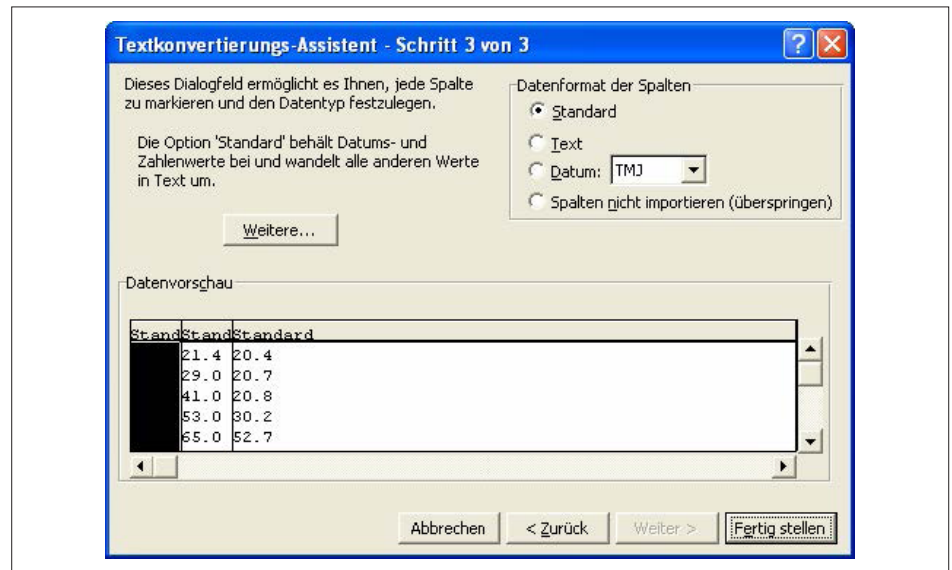 Textkonvertierungs-Assistent - Schritt 3 von 3
Dieses Dialogfeld ermöglicht es Ihnen, jede Spalte
zu markieren und den Datentyp festzulegen.
Die Option 'Standard' behält Datums- und
Zahlenwerte bei und wandelt alle anderen Werte
in Text um.
Weitere...
Datenformat der Spalten
Standard
Text
Datum: TMJ
Spalten nicht importieren (überspringen)
Datenvorschau
Stand Stand Standard
21.4 20.4
29.0 20.7
41.0 20.8
53.0 30.2
65.0 52.7
Abbrechen < Zurück Weiter > Fertig stellen